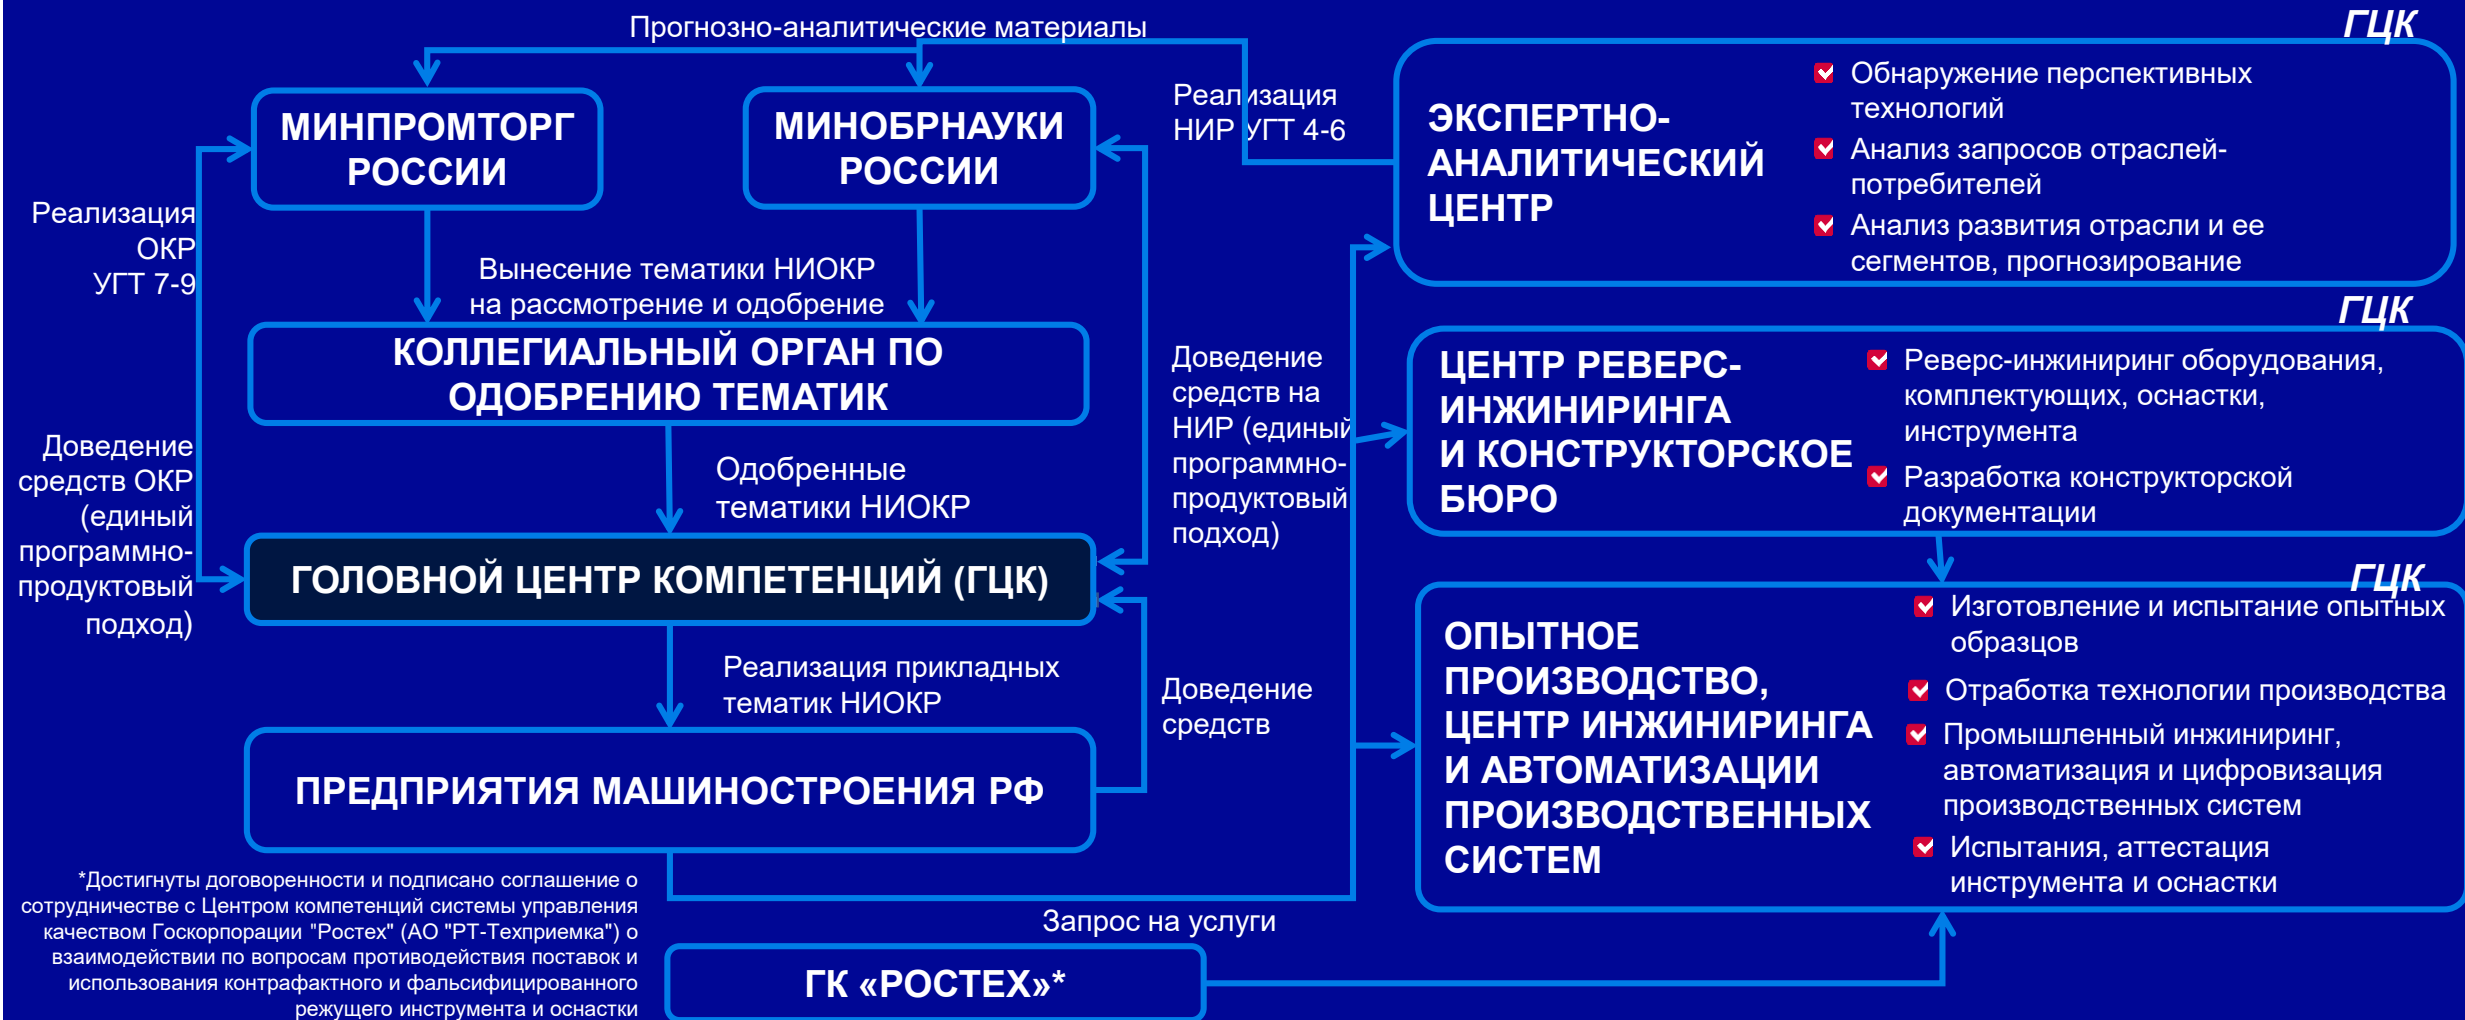 Прогнозно-аналитические материалы
МИНПРОМТОРГ
РОССИИ
МИНОБРНАУКИ
РОССИИ
Реализация
НИР УГТ 4-6
Реализация
ОКР
УГТ 7-9
Вынесение тематики НИОКР
на рассмотрение и одобрение
КОЛЛЕГИАЛЬНЫЙ ОРГАН ПО
ОДОБРЕНИЮ ТЕМАТИК
Доведение
средств ОКР
(единый
программно-
продуктовый
подход)
Одобренные
тематики НИОКР
Доведение
средств на
НИР (единый
программно-
продуктовый
подход)
ГОЛОВНОЙ ЦЕНТР КОМПЕТЕНЦИЙ (ГЦК)
Реализация прикладных
тематик НИОКР
Доведение
средств
ПРЕДПРИЯТИЯ МАШИНОСТРОЕНИЯ РФ
Запрос на услуги
ГК «РОСТЕХ»*
*Достигнуты договоренности и подписано соглашение о
сотрудничестве с Центром компетенций системы управления
качеством Госкорпорации "Ростех" (АО "РТ-Техприемка") о
взаимодействии по вопросам противодействия поставок и
использования контрафактного и фальсифицированного
режущего инструмента и оснастки
ГЦК
ЭКСПЕРТНО-
АНАЛИТИЧЕСКИЙ
ЦЕНТР
Обнаружение перспективных
технологий
Анализ запросов отраслей-
потребителей
Анализ развития отрасли и ее
сегментов, прогнозирование
ГЦК
ЦЕНТР РЕВЕРС-
ИНЖИНИРИНГА
И КОНСТРУКТОРСКОЕ
БЮРО
Реверс-инжиниринг оборудования,
комплектующих, оснастки,
инструмента
Разработка конструкторской
документации
ГЦК
ОПЫТНОЕ
ПРОИЗВОДСТВО,
ЦЕНТР ИНЖИНИРИНГА
И АВТОМАТИЗАЦИИ
ПРОИЗВОДСТВЕННЫХ
СИСТЕМ
Изготовление и испытание опытных
образцов
Отработка технологии производства
Промышленный инжиниринг,
автоматизация и цифровизация
производственных систем
Испытания, аттестация
инструмента и оснастки